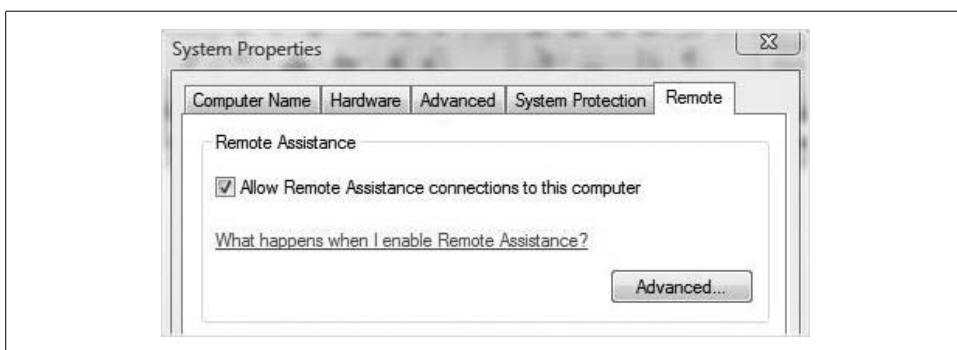 System Properties
Computer Name Hardware Advanced System Protection Remote
Remote Assistance
Allow Remote Assistance connections to this computer
What happens when I enable Remote Assistance?
Advanced...